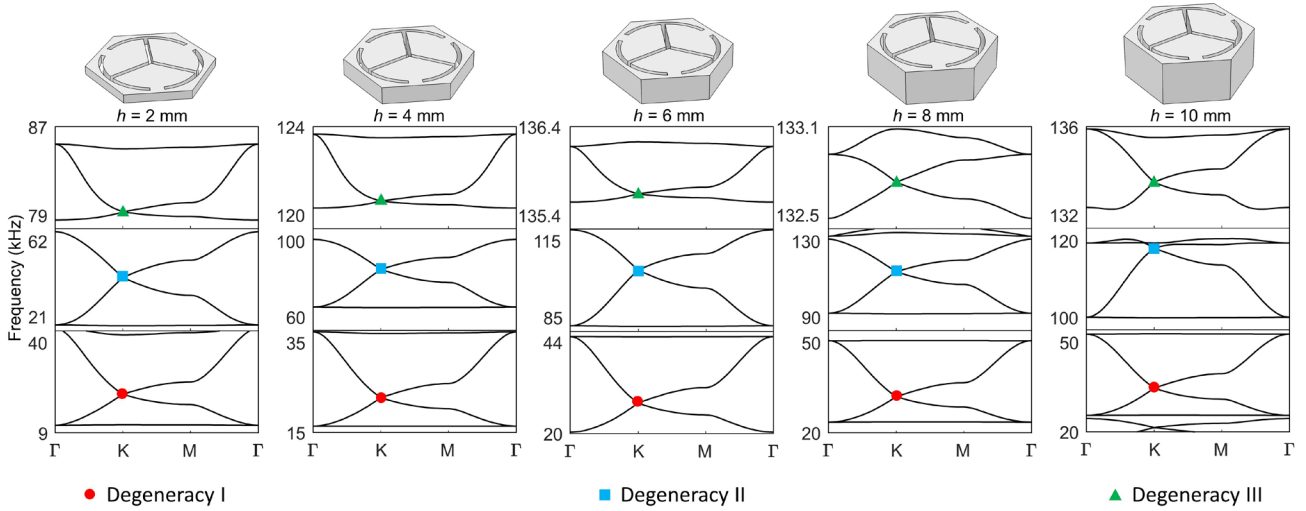 h = 2 mm
h = 4 mm
h = 6 mm
h = 8 mm
h = 10 mm
Frequency (kHz)
87
79
62
21
40
9
Γ K M Γ
124
120
100
60
35
15
Γ K M Γ
136.4
135.4
115
85
44
20
Γ K M Γ
133.1
132.5
130
90
50
20
Γ K M Γ
136
132
120
100
50
20
Γ K M Γ
Degeneracy I
Degeneracy II
Degeneracy III